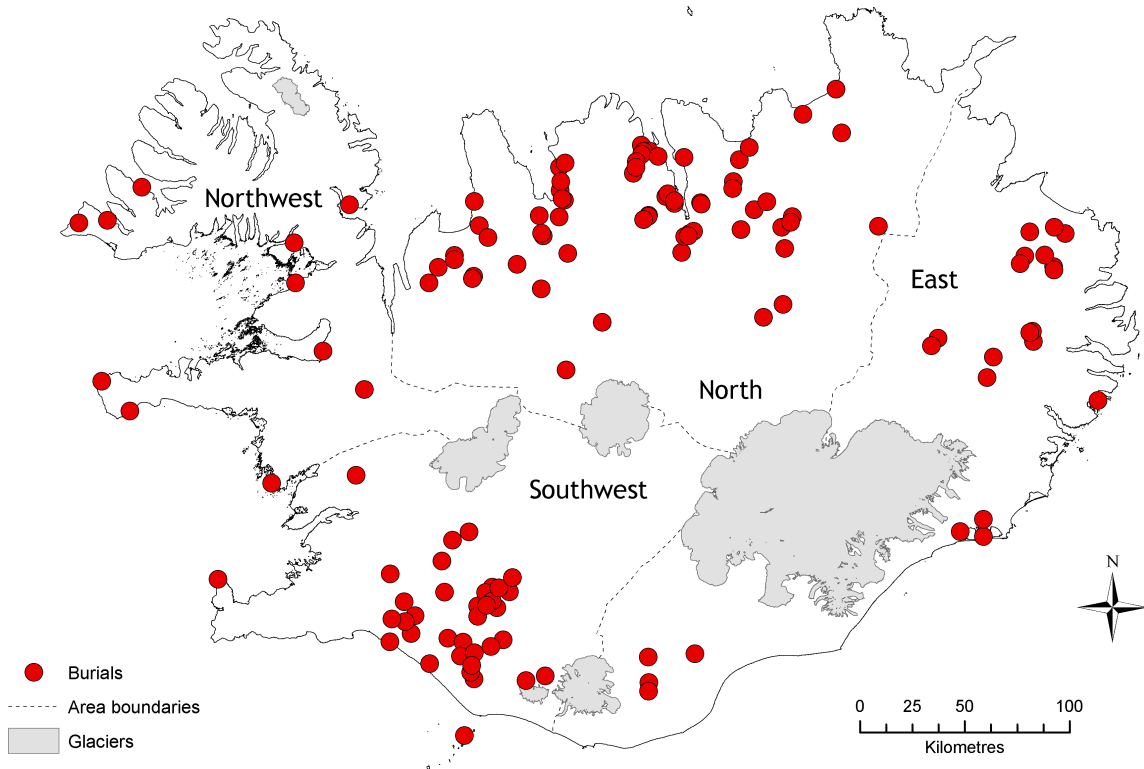 Northwest
East
North
Southwest
N
Burials
Area boundaries
Glaciers
0 25 50 100
Kilometres